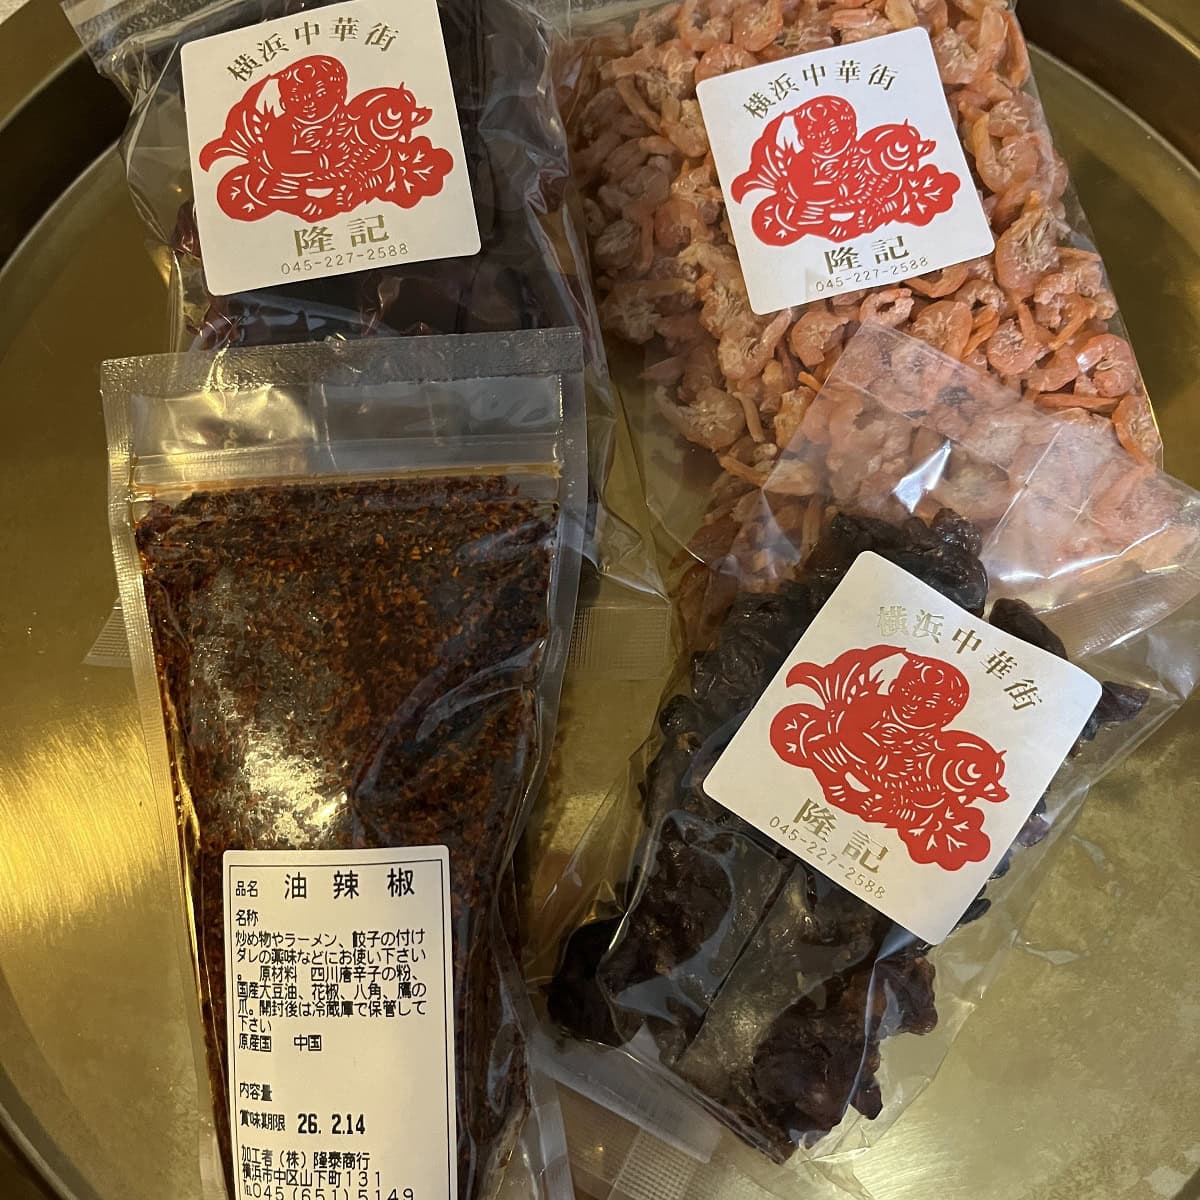 横浜中華街
隆記
045-227-2588
横浜中華街
隆記
045-227-2588
横浜中華街
隆記
045-227-2588
品名 油辣椒
名称
炒め物やラーメン、餃子の付け
ダレの薬味などにお使い下さい
。 原材料 四川唐辛子の粉、
国産大豆油、花椒、八角、鷹の
爪。開封後は冷蔵庫で保管して
下さい
原産国 中国
内容量
賞味期限 26. 2.14
加工者(株)隆泰商行
横浜市中区山下町131
℡045(651)5149